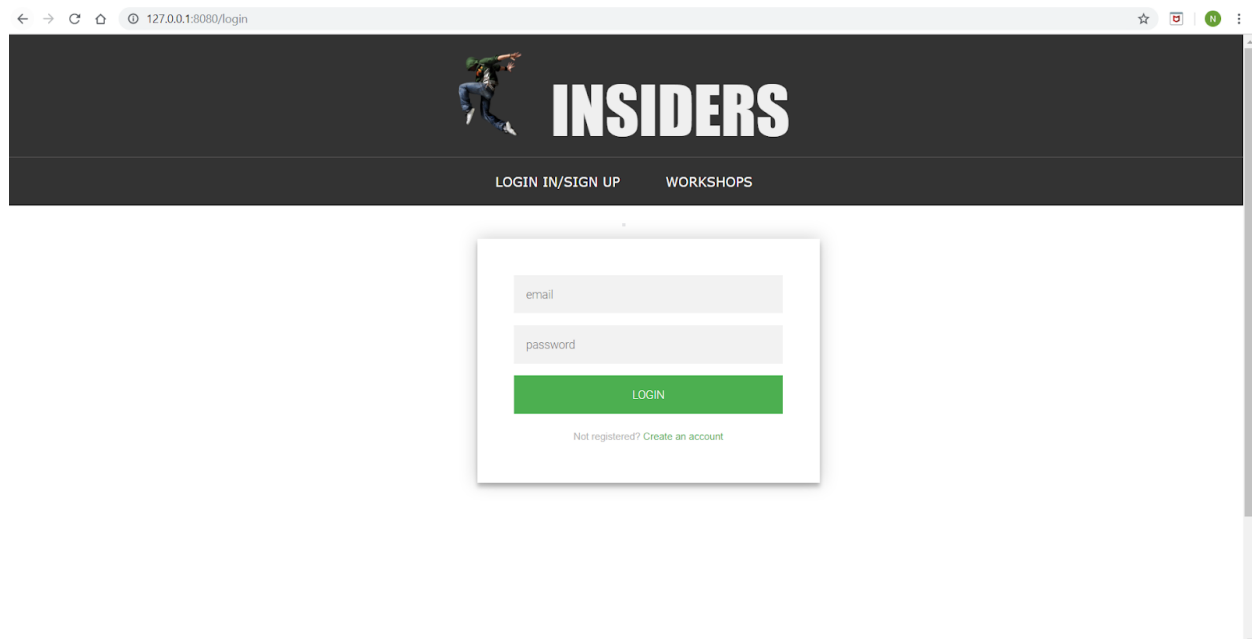 127.0.0.1:8080/login
N
INSIDERS
LOGIN IN/SIGN UP WORKSHOPS
email
password
LOGIN
Not registered? Create an account